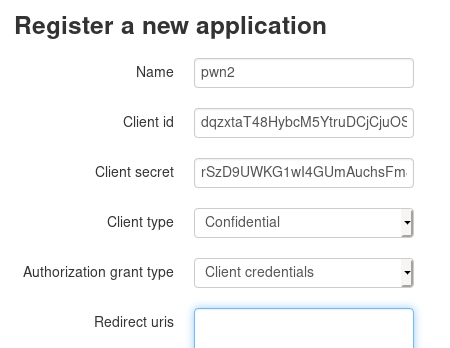 Register a new application
Name pwn2
Client id dqzxtaT48HybcM5YtruDCjCjuOS
Client secret rSzD9UWKG1wI4GUmAuchsFm
Client type Confidential
Authorization grant type Client credentials
Redirect uris